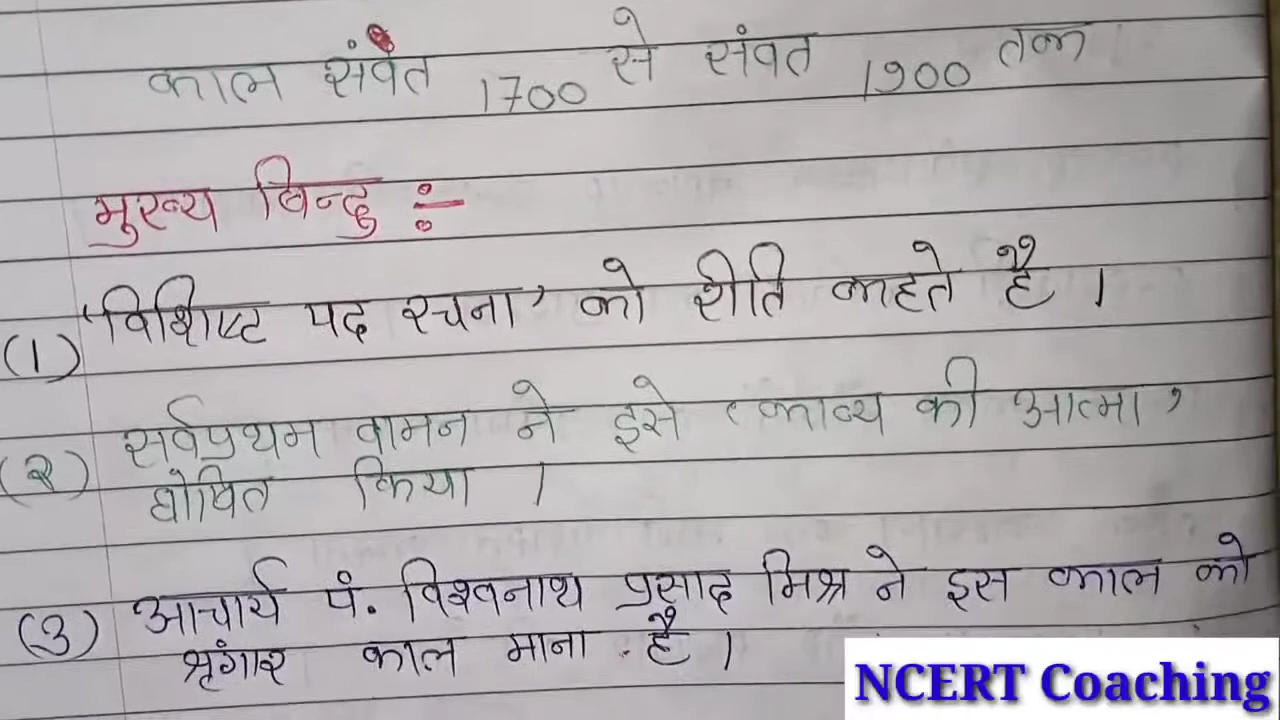 काल संवत 1700 से संवत 1900 तक
मुख्य बिन्दु :-
(1) 'विशिष्ट पद रचना' को रीति कहते है ।
(२) सर्वप्रथम वामन ने इसे 'काव्य की आत्मा'
घोषित किया ।
(3) आचार्य पं. विश्वनाथ प्रसाद मिश्र ने इस काल को
श्रृंगार काल माना है ।
NCERT Coaching